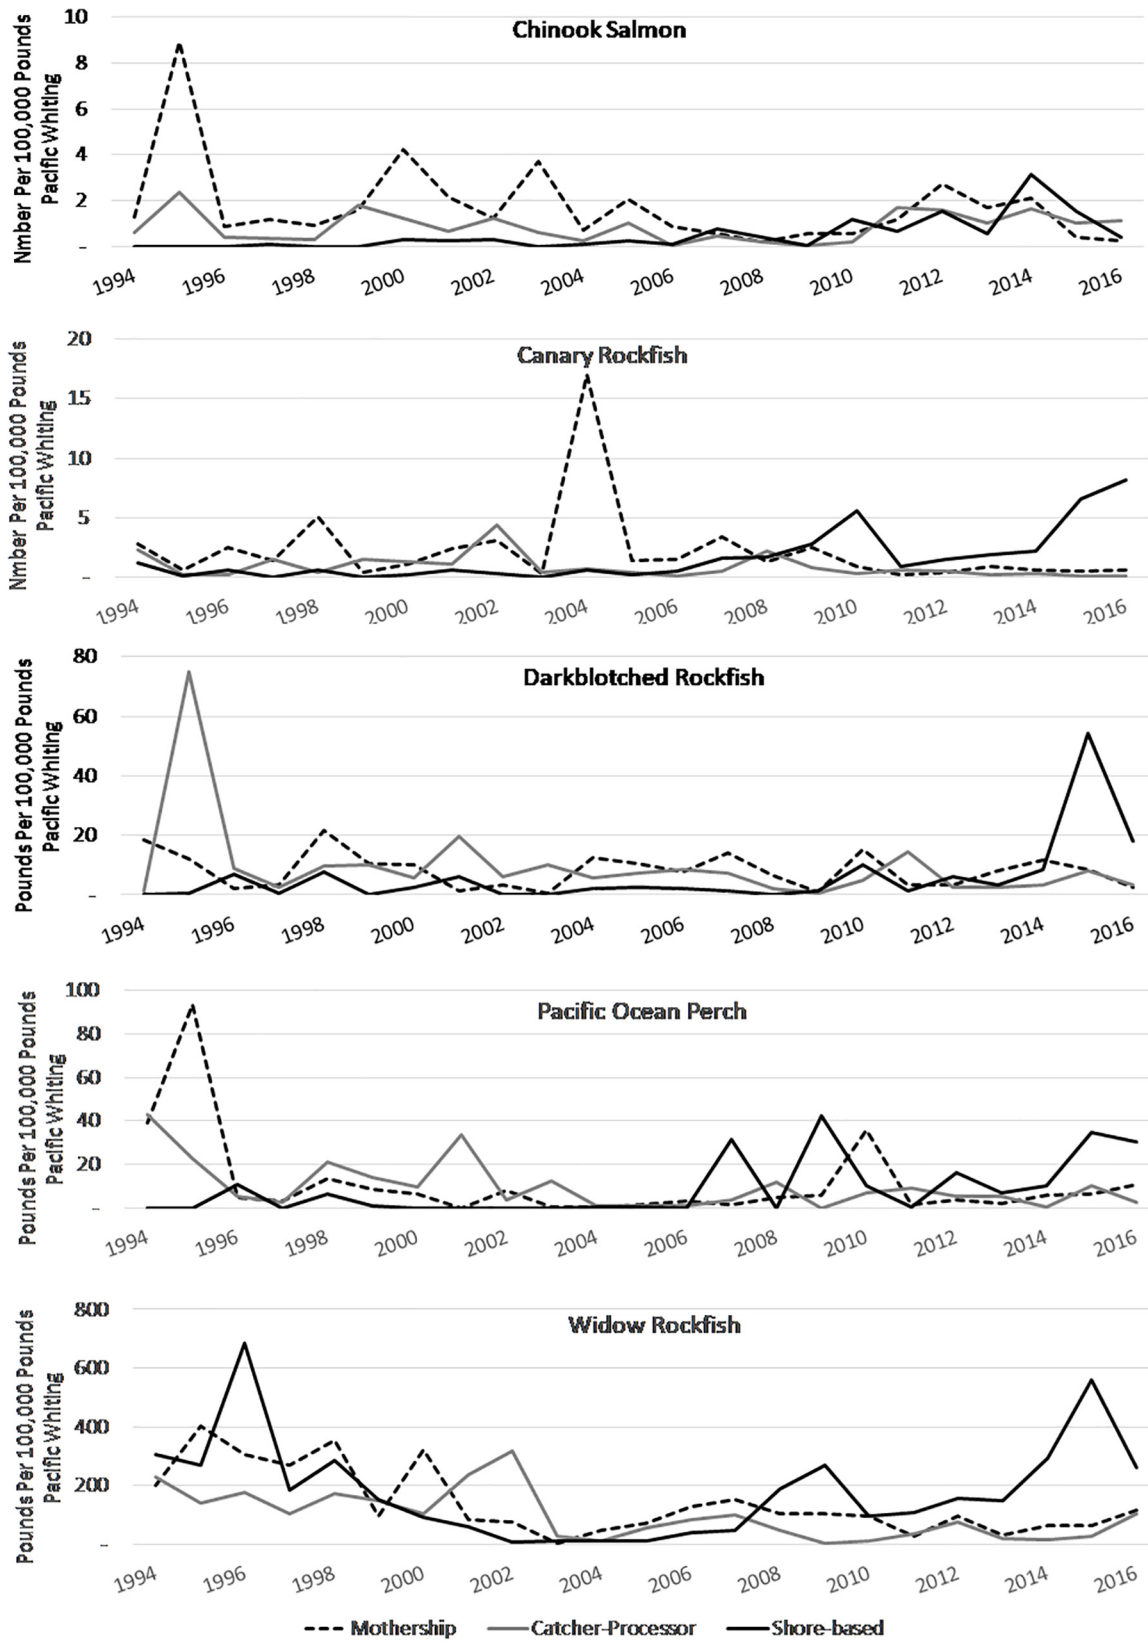 Chinook Salmon
Nmber Per 100,000 Pounds
Pacific Whiting
10
8
6
4
2
-
1994 1996 1998 2000 2002 2004 2006 2008 2010 2012 2014 2016
Canary Rockfish
Nmber Per 100,000 Pounds
Pacific Whiting
20
15
10
5
-
1994 1996 1998 2000 2002 2004 2006 2008 2010 2012 2014 2016
Darkblotched Rockfish
Pounds Per 100,000 Pounds
Pacific Whiting
80
60
40
20
-
1994 1996 1998 2000 2002 2004 2006 2008 2010 2012 2014 2016
Pacific Ocean Perch
Pounds Per 100,000 Pounds
Pacific Whiting
100
80
60
40
20
-
1994 1996 1998 2000 2002 2004 2006 2008 2010 2012 2014 2016
Widow Rockfish
Pounds Per 100,000 Pounds
Pacific Whiting
800
600
400
200
-
1994 1996 1998 2000 2002 2004 2006 2008 2010 2012 2014 2016
Mothership Catcher-Processor Shore-based